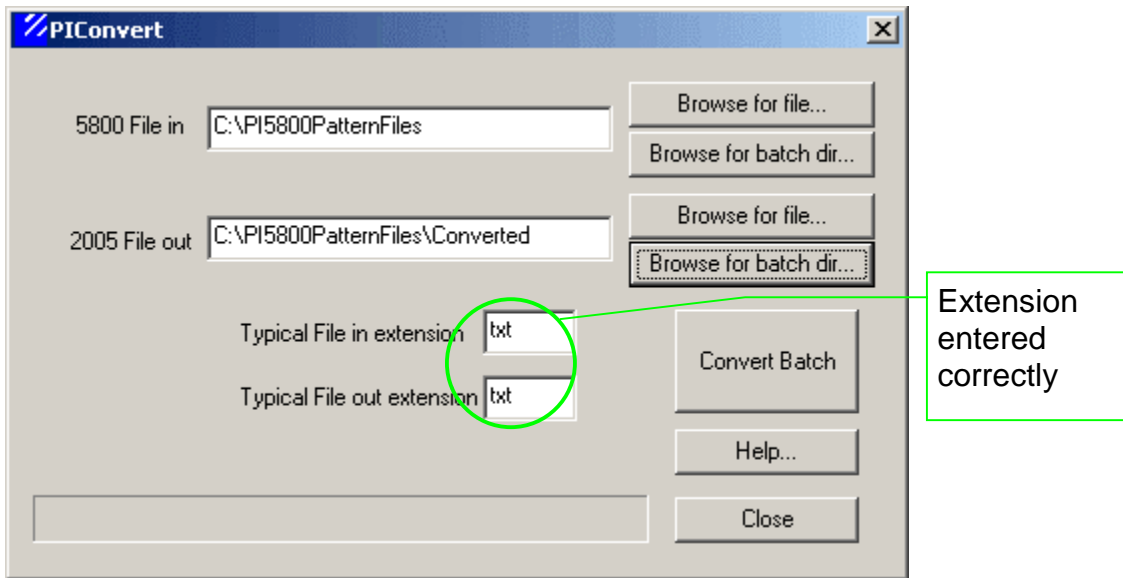 PIConvert
5800 File in
C:\PI5800PatternFiles
Browse for file...
Browse for batch dir...
2005 File out
C:\PI5800PatternFiles\Converted
Browse for file...
Browse for batch dir...
Typical File in extension
txt
Typical File out extension
txt
Convert Batch
Help...
Close
Extension
entered
correctly